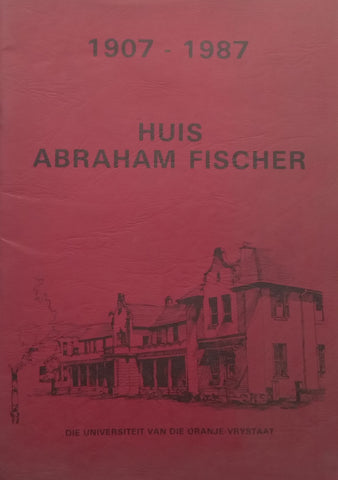 1907 - 1987
HUIS
ABRAHAM FISCHER
DIE UNIVERSITEIT VAN DIE ORANJE-VRYSTAAT